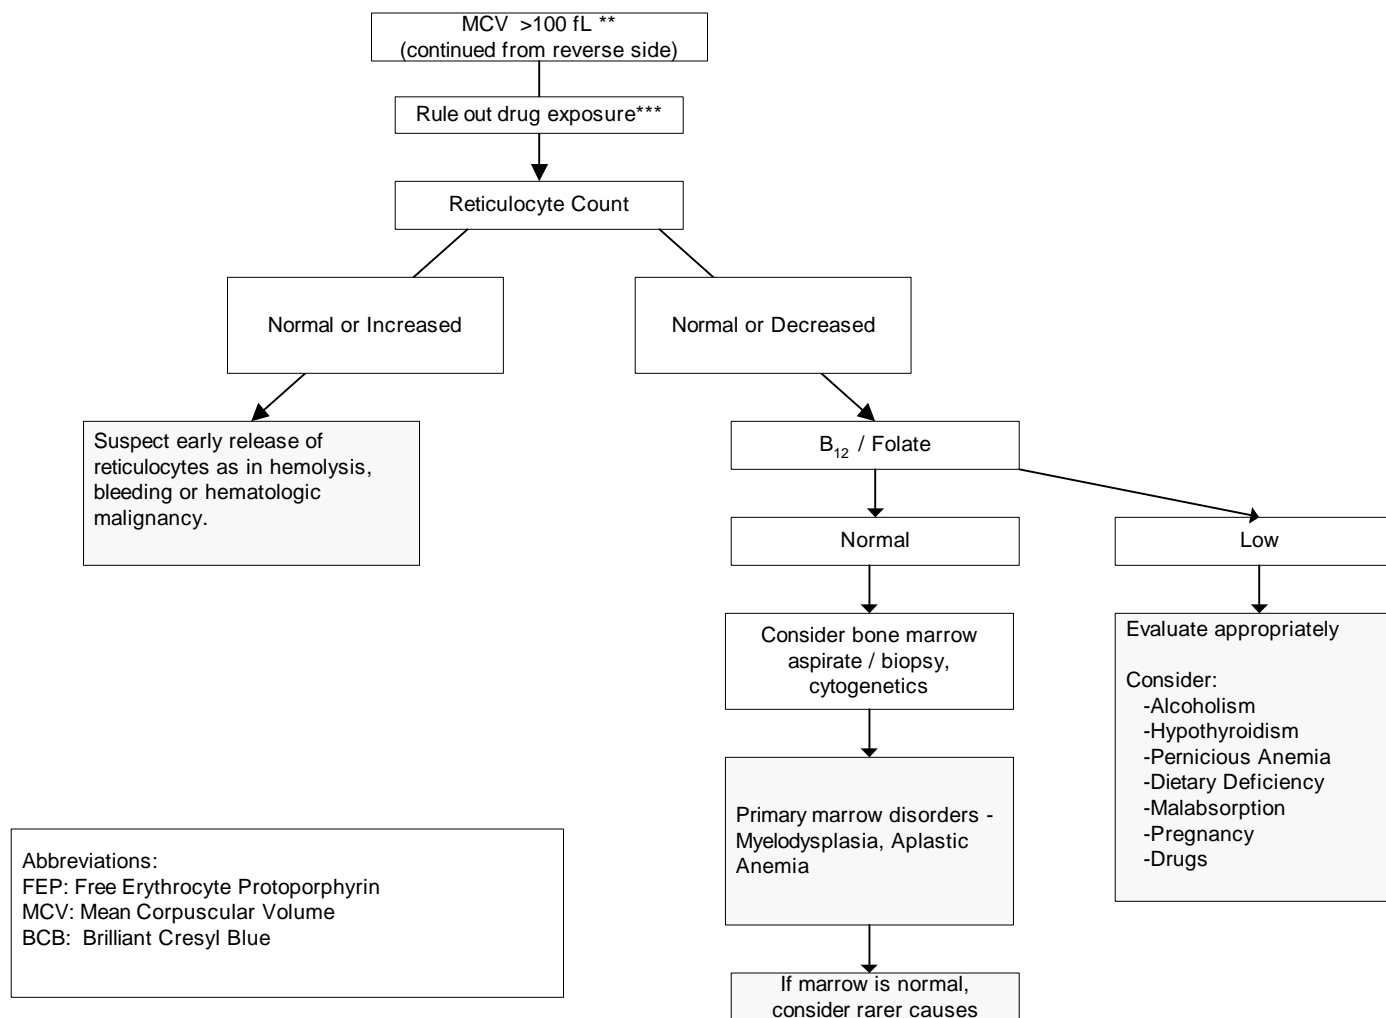 MCV >100 fL **
(continued from reverse side)
Rule out drug exposure***
Reticulocyte Count
Normal or Increased
Normal or Decreased
Suspect early release of
reticulocytes as in hemolysis,
bleeding or hematologic
malignancy.
B12 / Folate
Normal
Low
Consider bone marrow
aspirate / biopsy,
cytogenetics
Evaluate appropriately
Consider:
-Alcoholism
-Hypothyroidism
-Pernicious Anemia
-Dietary Deficiency
-Malabsorption
-Pregnancy
-Drugs
Primary marrow disorders -
Myelodysplasia, Aplastic
Anemia
Abbreviations:
FEP: Free Erythrocyte Protoporphyrin
MCV: Mean Corpuscular Volume
BCB: Brilliant Cresyl Blue
If marrow is normal,
consider rarer causes